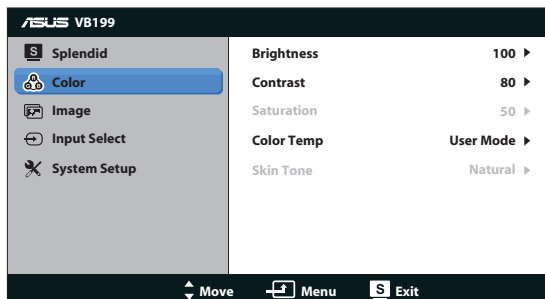 ASUS VB199
S Splendid
Color
Image
Input Select
System Setup
Brightness 100
Contrast 80
Saturation 50
Color Temp User Mode
Skin Tone Natural
Move Menu S Exit